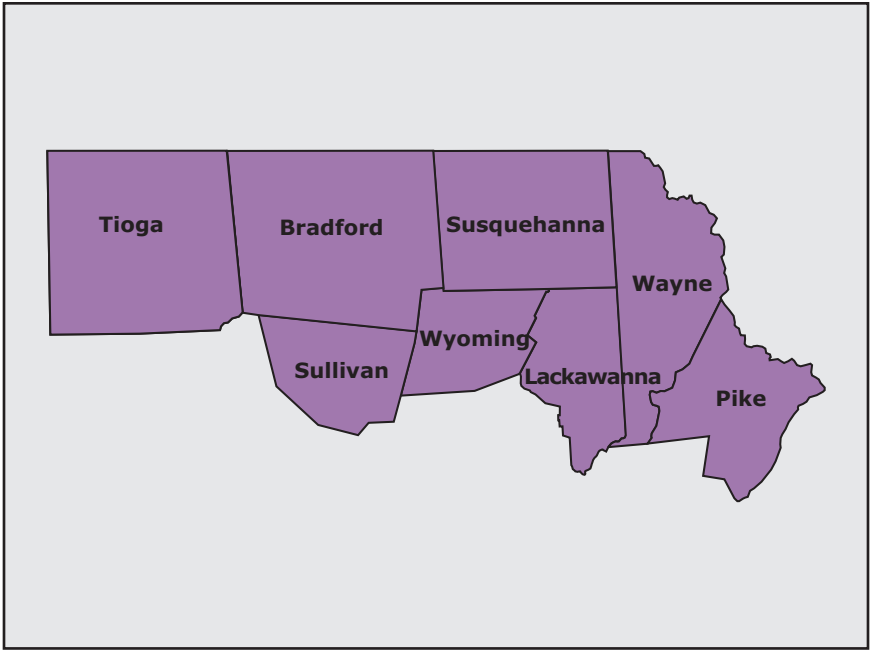 Tioga
Bradford
Susquehanna
Wayne
Wyoming
Sullivan
Lackawanna
Pike